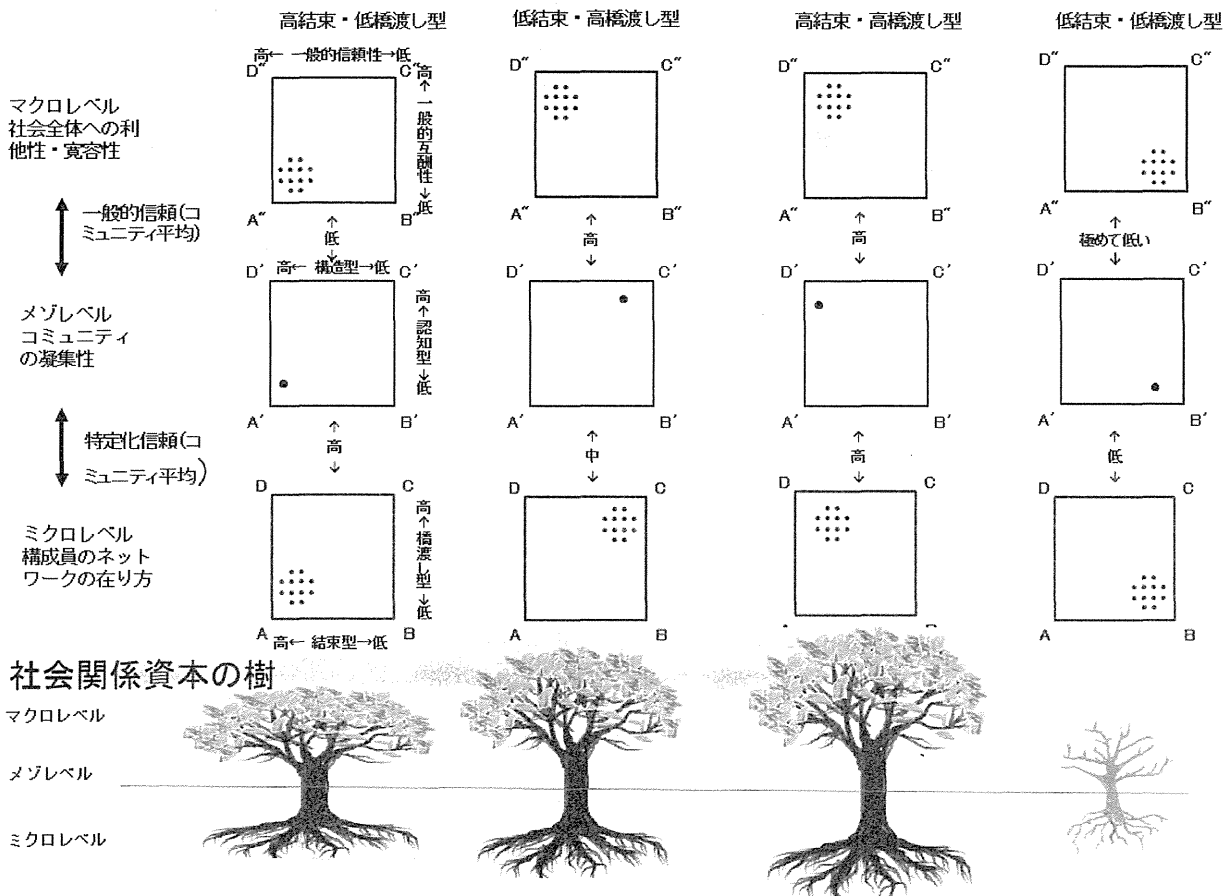 高結束・低橋渡し型
低結束・高橋渡し型
高結束・高橋渡し型
低結束・低橋渡し型
高← 一般的信頼性→低
D" C" D" C" D" C" D" C"
マクロレベル
社会全体への利
他性・寛容性
高←一般的互酬性→低
A" B" A" B" A" B" A" B"
一般的信頼(コ
ミュニティ平均)
↑
低
↓
↑
高
↓
↑
高
↓
↑
極めて低い
↓
高← 構造型→低
D' C' D' C' D' C' D' C'
メゾレベル
コミュニティ
の凝集性
高←認知型→低
A' B' A' B' A' B' A' B'
特定化信頼(コ
ミュニティ平均)
↑
高
↓
↑
中
↓
↑
高
↓
↑
低
↓
D C D C D C D C
ミクロレベル
構成員のネット
ワークの在り方
高←橋渡し型→低
A B A B A B A B
高← 結束型→低
社会関係資本の樹
マクロレベル
メゾレベル
ミクロレベル